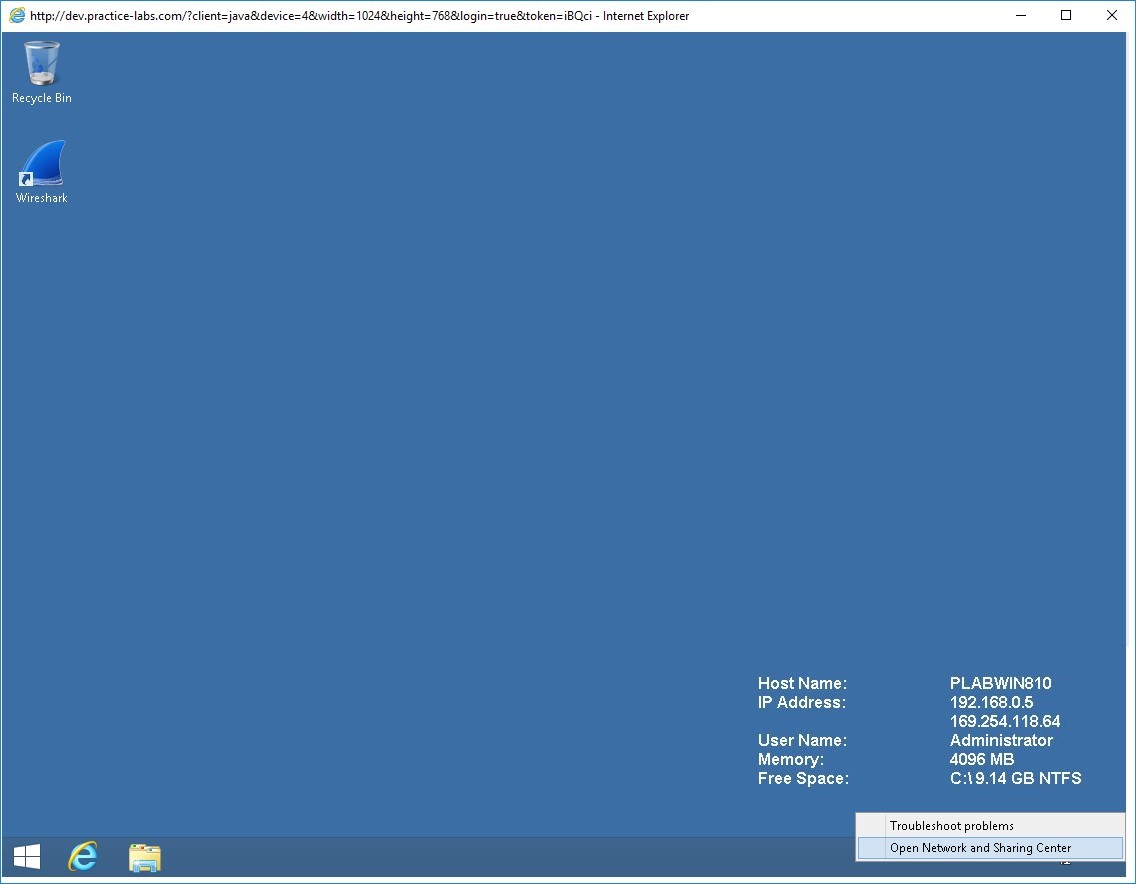 http://dev.practice-labs.com/?client=java&device=4&width=1024&height=768&login=true&token=iBQci - Internet Explorer
Recycle Bin
Wireshark
Host Name: PLABWIN810
IP Address: 192.168.0.5
169.254.118.64
User Name: Administrator
Memory: 4096 MB
Free Space: C:\ 9.14 GB NTFS
Troubleshoot problems
Open Network and Sharing Center